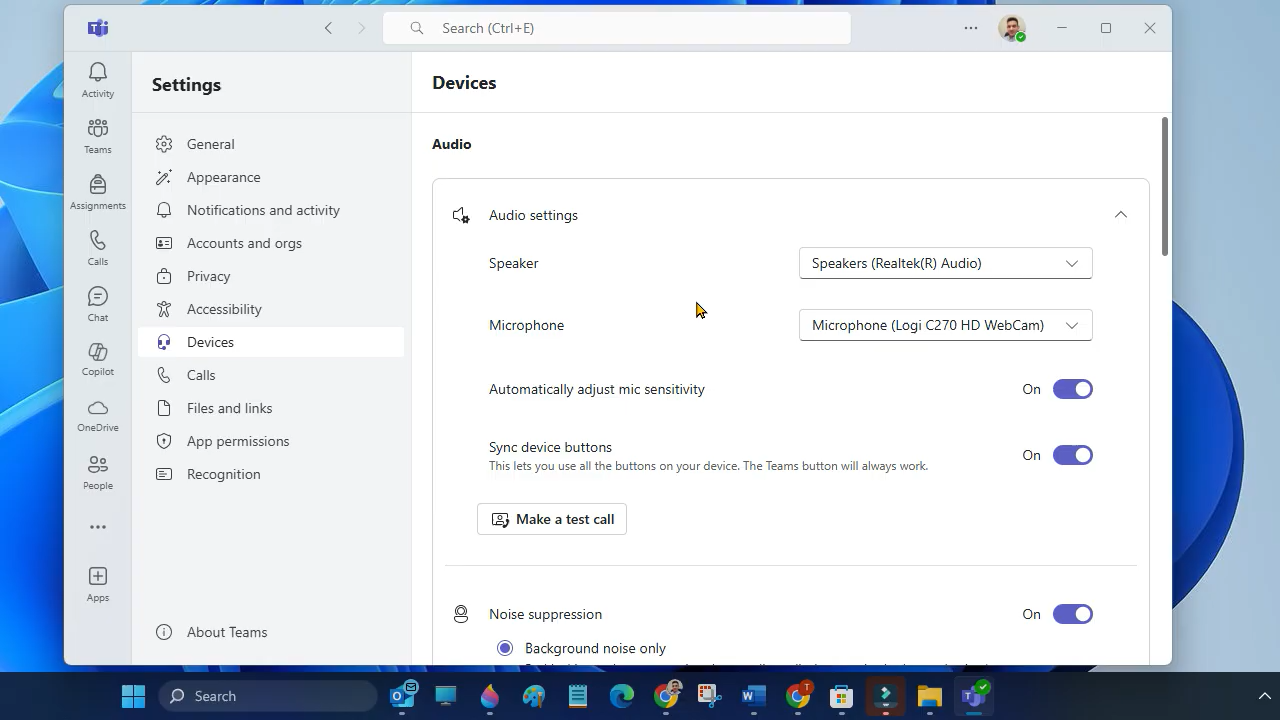 Search (Ctrl+E)
Activity
Teams
Assignments
Calls
Chat
Copilot
OneDrive
People
Apps
Settings
General
Appearance
Notifications and activity
Accounts and orgs
Privacy
Accessibility
Devices
Calls
Files and links
App permissions
Recognition
About Teams
Devices
Audio
Audio settings
Speaker
Speakers (Realtek(R) Audio)
Microphone
Microphone (Logi C270 HD WebCam)
Automatically adjust mic sensitivity
On
Sync device buttons
This lets you use all the buttons on your device. The Teams button will always work.
On
Make a test call
Noise suppression
On
Background noise only
Search